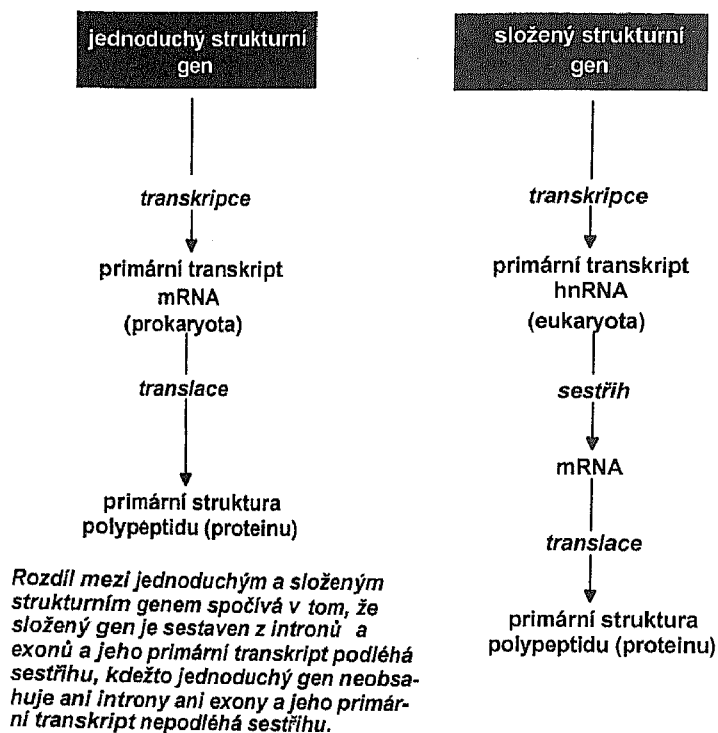 jednoduchý strukturní
gen
transkripce
primární transkript
mRNA
(prokaryota)
translace
primární struktura
polypeptidu (proteinu)
Rozdíl mezi jednoduchým a složeným
strukturním genem spočívá v tom, že
složený gen je sestaven z intronů a
exonů a jeho primární transkript podléhá
sestřihu, kdežto jednoduchý gen neobsa-
huje ani introny ani exony a jeho primár-
ní transkript nepodléhá sestřihu.
složený strukturní
gen
transkripce
primární transkript
hnRNA
(eukaryota)
sestřih
mRNA
translace
primární struktura
polypeptidu (proteinu)